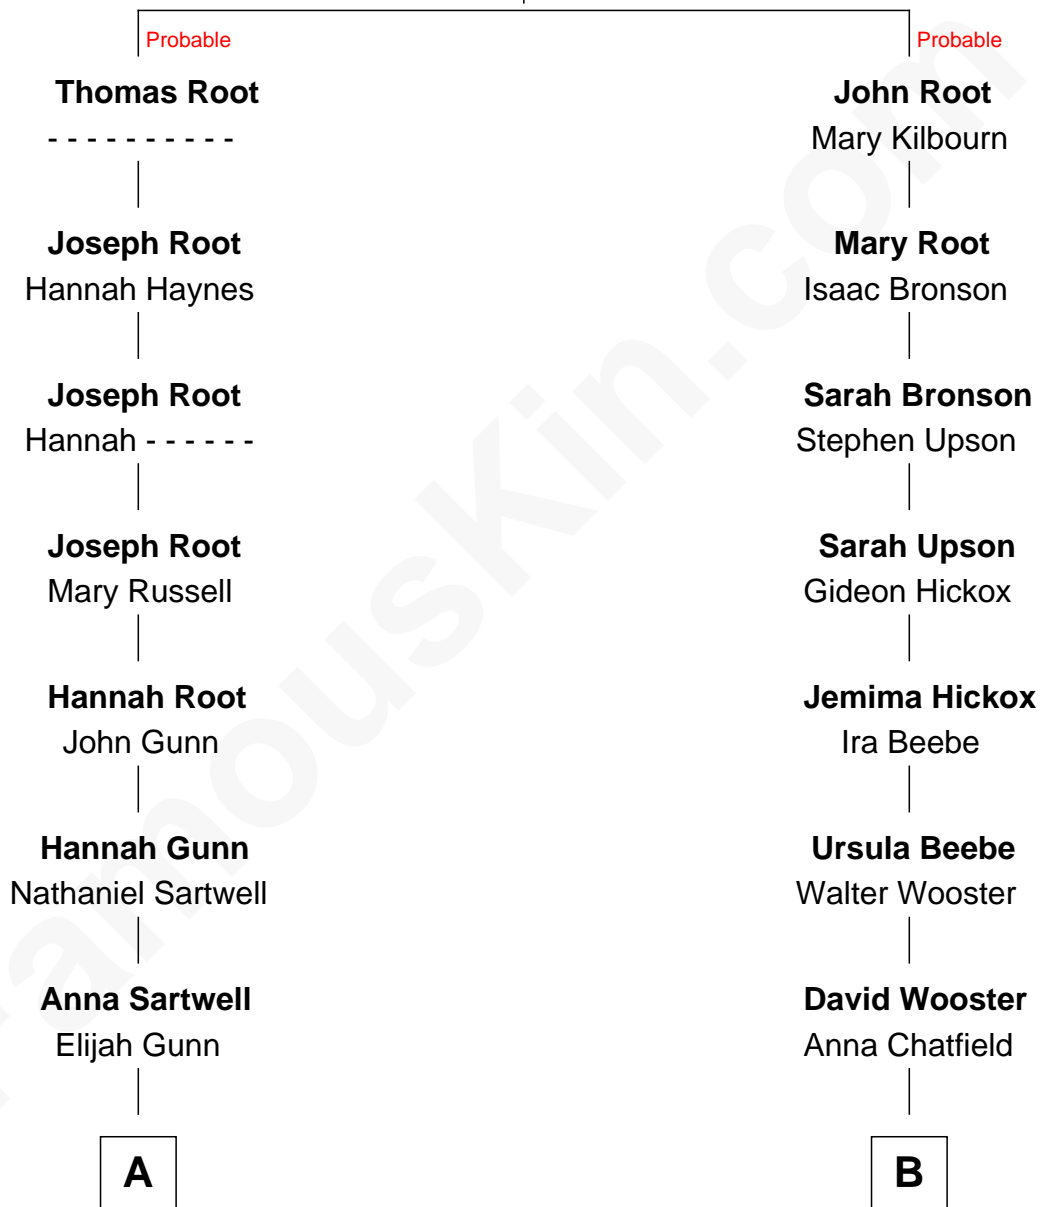 Probable
Thomas Root
- - - - - - - - - -
Joseph Root
Hannah Haynes
Joseph Root
Hannah - - - - - -
Joseph Root
Mary Russell
Hannah Root
John Gunn
Hannah Gunn
Nathaniel Sartwell
Anna Sartwell
Elijah Gunn
A
Probable
John Root
Mary Kilbourn
Mary Root
Isaac Bronson
Sarah Bronson
Stephen Upson
Sarah Upson
Gideon Hickox
Jemima Hickox
Ira Beebe
Ursula Beebe
Walter Wooster
David Wooster
Anna Chatfield
B
FamousKin.com